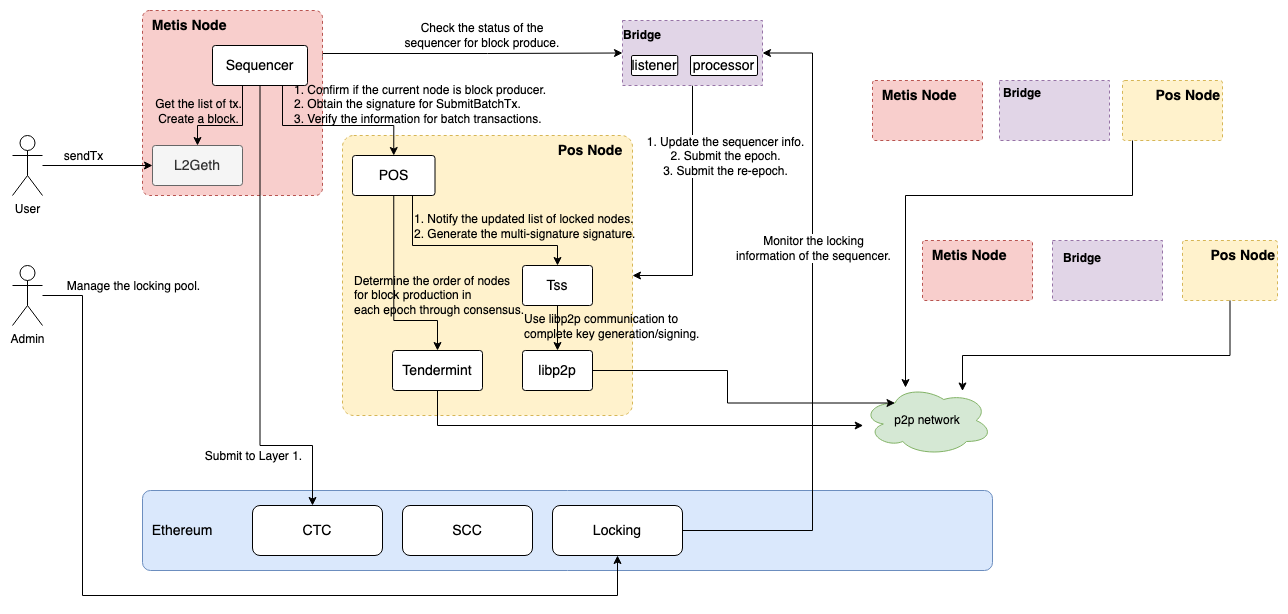 Metis Node
Sequencer
Get the list of tx.
Create a block.
L2Geth
sendTx
User
Check the status of the
sequencer for block produce.
Bridge
listener
processor
1. Confirm if the current node is block producer.
2. Obtain the signature for SubmitBatchTx.
3. Verify the information for batch transactions.
Pos Node
POS
1. Notify the updated list of locked nodes.
2. Generate the multi-signature signature.
Tss
Determine the order of nodes
for block production in
each epoch through consensus.
Use libp2p communication to
complete key generation/signing.
Tendermint
libp2p
1. Update the sequencer info.
2. Submit the epoch.
3. Submit the re-epoch.
Monitor the locking
information of the sequencer.
Metis Node
Bridge
Pos Node
Metis Node
Bridge
Pos Node
p2p network
Manage the locking pool.
Admin
Submit to Layer 1.
Ethereum
CTC
SCC
Locking